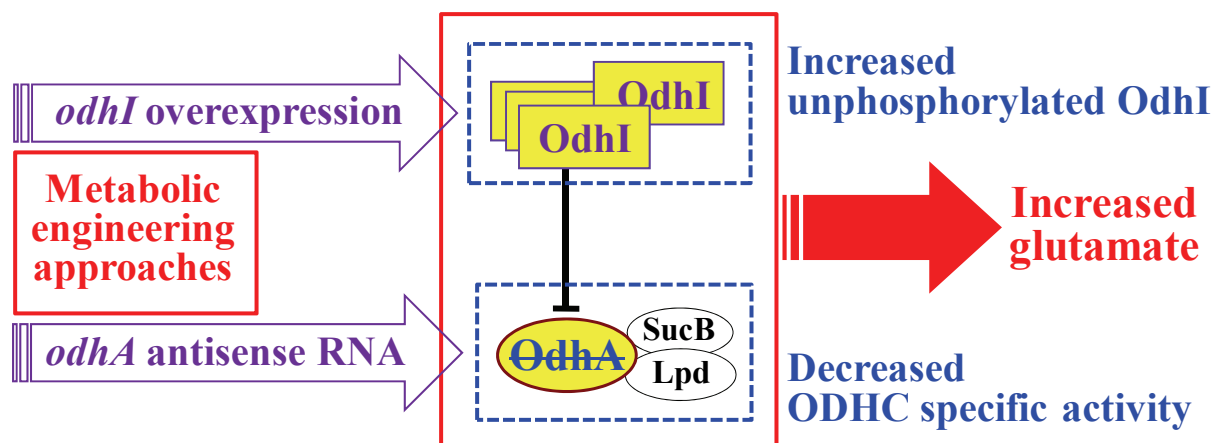 odhI overexpression
Metabolic
engineering
approaches
odhA antisense RNA
OdhI
OdhI
OdhA
SucB
Lpd
Increased
unphosphorylated OdhI
Increased
glutamate
Decreased
ODHC specific activity